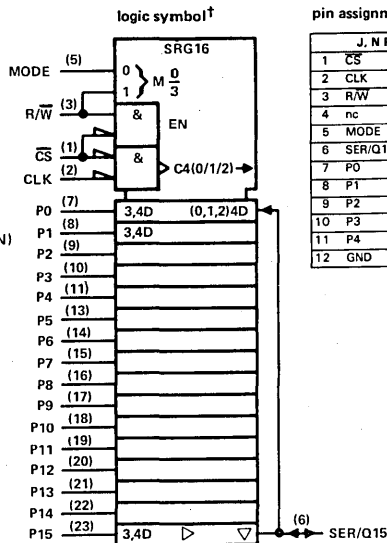 logic symbol†
SRG16
MODE (5)
0
1
} M 0/3
R/W̅ (3)
&
EN
C̅S̅ (1)
&
CLK (2)
C4(0/1/2)
P0 (7) 3,4D (0,1,2)4D
P1 (8) 3,4D
P2 (9)
P3 (10)
P4 (11)
P5 (13)
P6 (14)
P7 (15)
P8 (16)
P9 (17)
P10 (18)
P11 (19)
P12 (20)
P13 (21)
P14 (22)
P15 (23) 3,4D
(6) SER/Q15
N)
pin assignm
J, N
1 C̅S̅
2 CLK
3 R/W̅
4 nc
5 MODE
6 SER/Q1
7 P0
8 P1
9 P2
10 P3
11 P4
12 GND